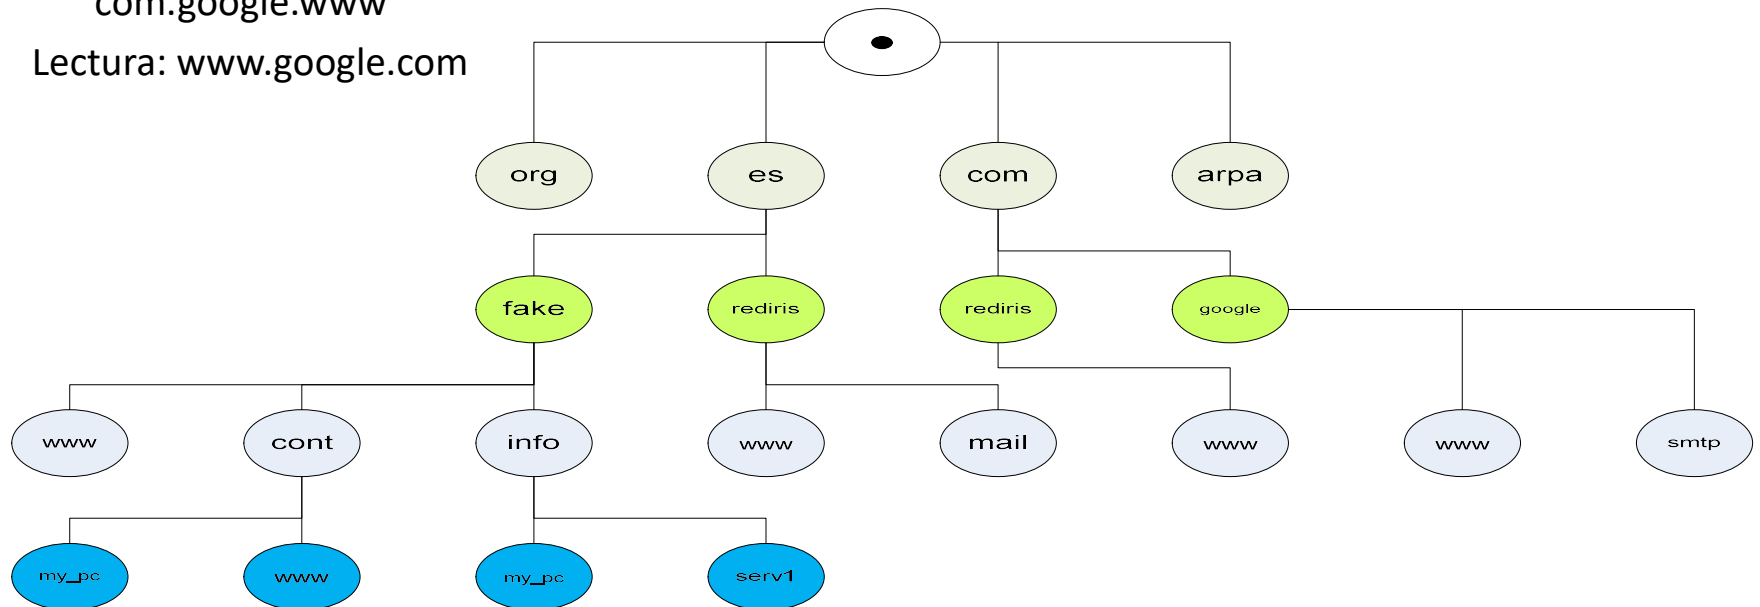 com.google.www
Lectura: www.google.com
org es com arpa
fake rediris rediris google
www cont info www mail www www smtp
my_pc www my_pc serv1